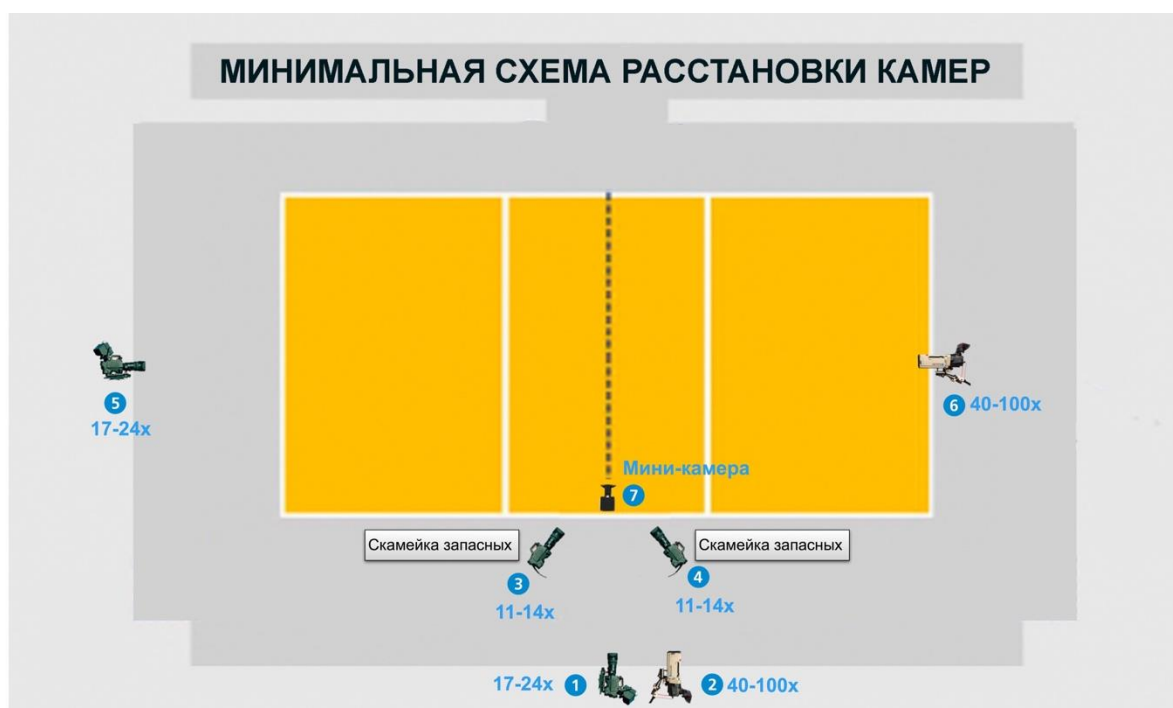 МИНИМАЛЬНАЯ СХЕМА РАССТАНОВКИ КАМЕР
5
17-24x
6 40-100x
Мини-камера
7
Скамейка запасных
Скамейка запасных
3
11-14x
4
11-14x
17-24x 1
2 40-100x